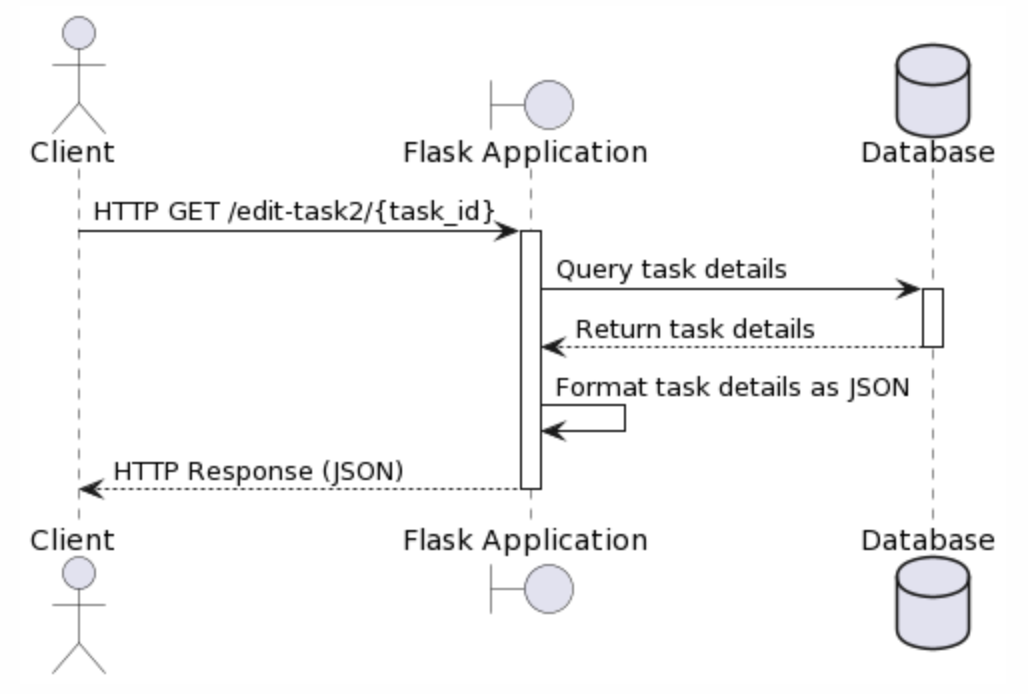 Client
Flask Application
Database
HTTP GET /edit-task2/{task_id}
Query task details
Return task details
Format task details as JSON
HTTP Response (JSON)
Client
Flask Application
Database